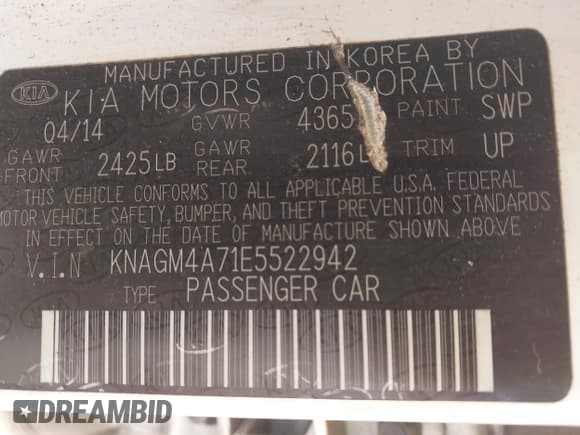 MANUFACTURED IN KOREA BY
KIA KIA MOTORS CORPORATION
04/14 GVWR 4365 PAINT SWP
GAWR FRONT 2425LB GAWR REAR 2116 TRIM UP
THIS VEHICLE CONFORMS TO ALL APPLICABLE U.S.A. FEDERAL
MOTOR VEHICLE SAFETY, BUMPER, AND THEFT PREVENTION STANDARDS
IN EFFECT ON THE DATE OF MANUFACTURE SHOWN ABOVE
V.I.N KNAGM4A71E5522942
TYPE PASSENGER CAR
DREAMBID